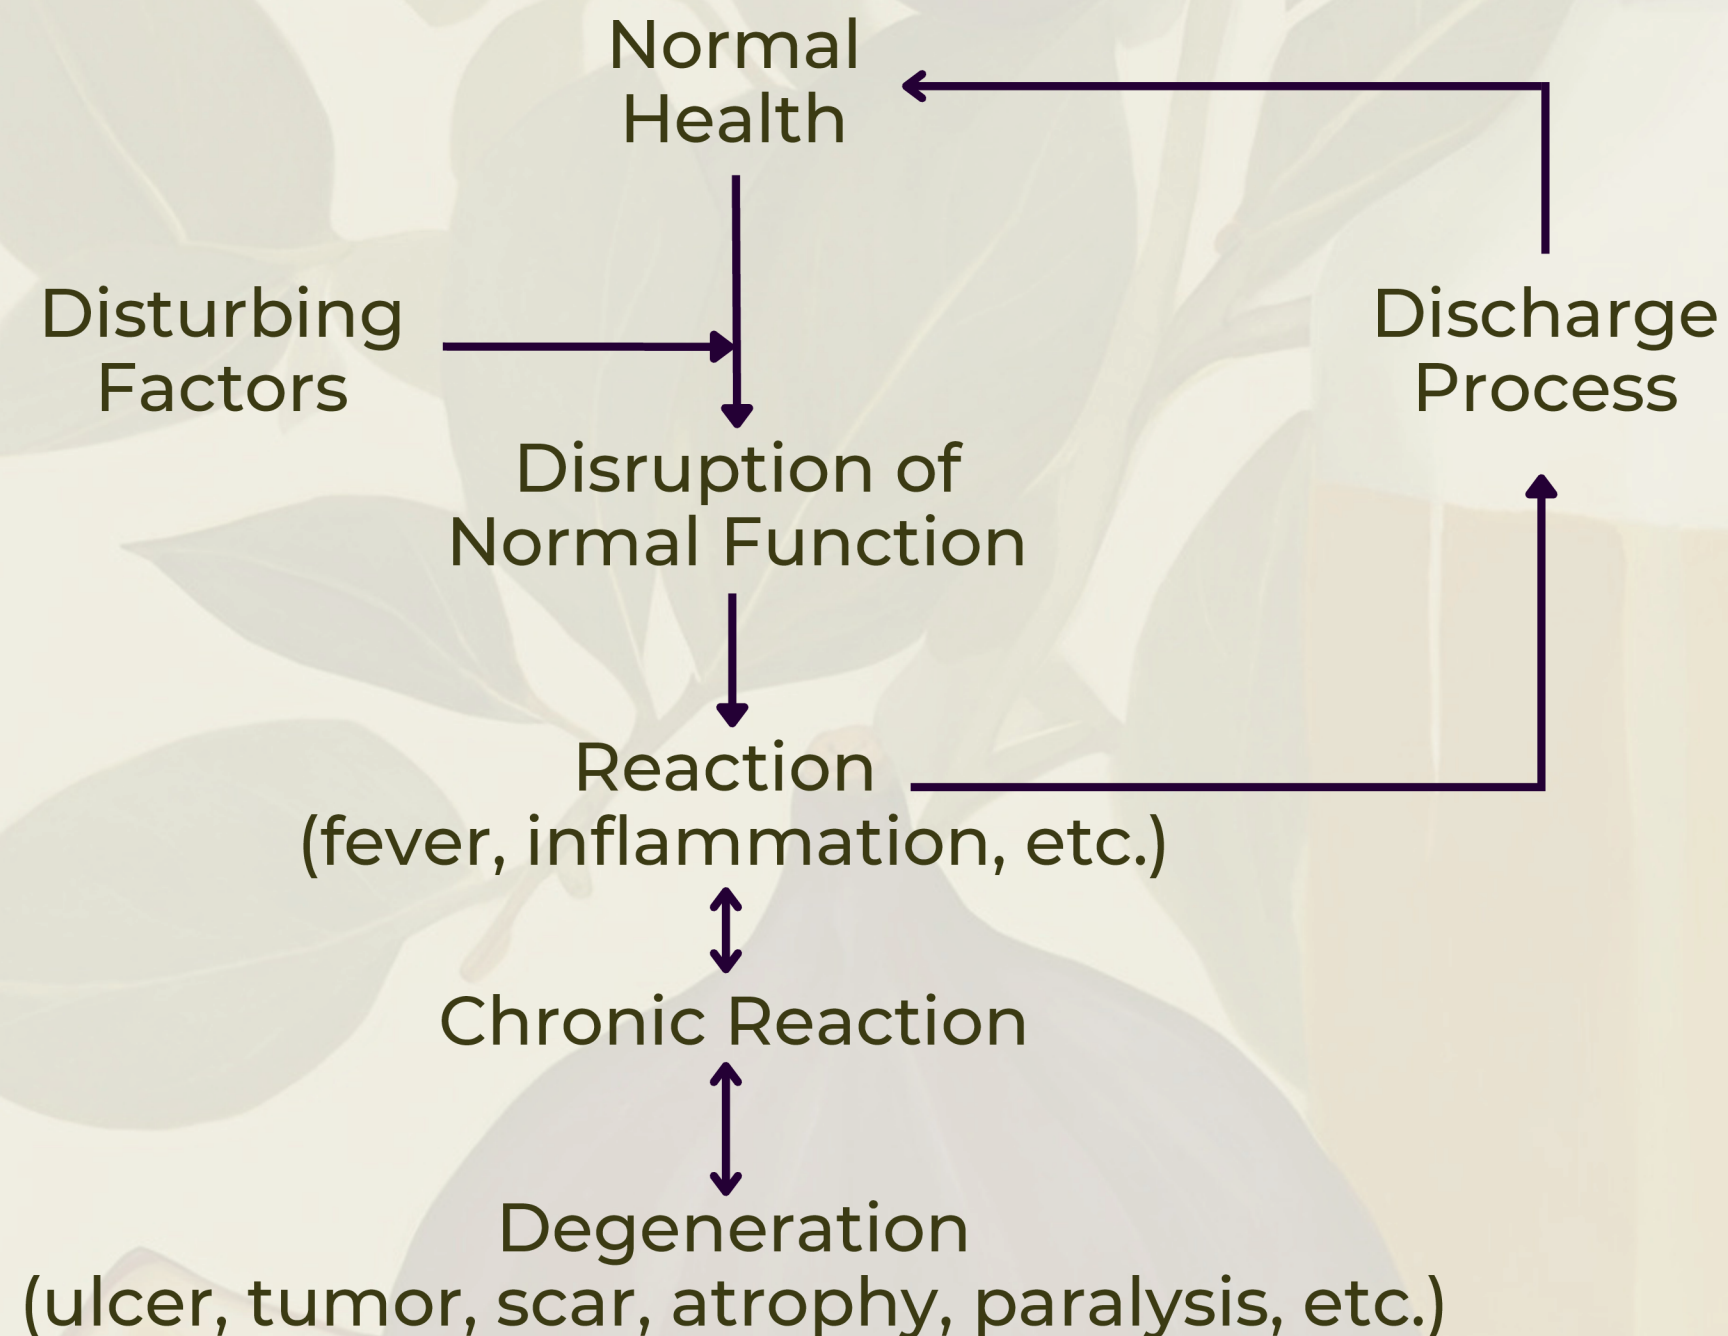 Normal
Health
Disturbing
Factors
Discharge
Process
Disruption of
Normal Function
Reaction
(fever, inflammation, etc.)
Chronic Reaction
Degeneration
(ulcer, tumor, scar, atrophy, paralysis, etc.)